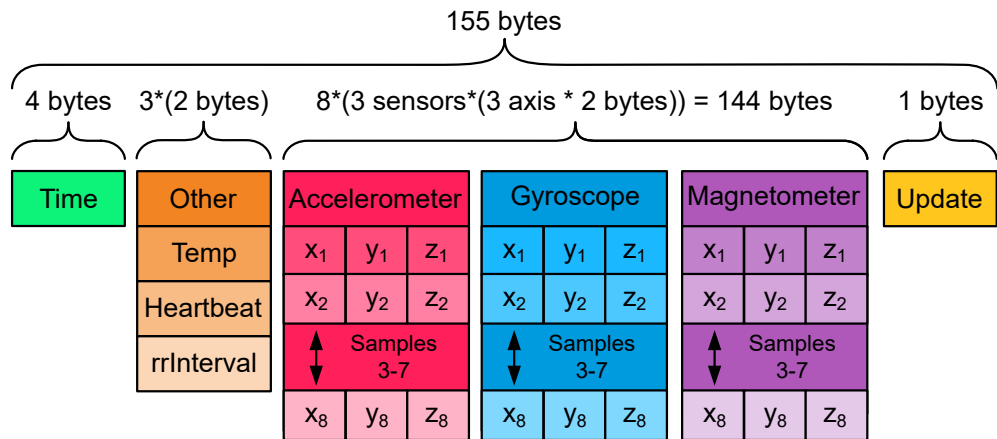 155 bytes
4 bytes 3*(2 bytes) 8*(3 sensors*(3 axis * 2 bytes)) = 144 bytes 1 byte
Time Other Accelerometer Gyroscope Magnetometer Update
Temp x₁ y₁ z₁ x₁ y₁ z₁ x₁ y₁ z₁
Heartbeat x₂ y₂ z₂ x₂ y₂ z₂ x₂ y₂ z₂
rrInterval Samples 3-7 Samples 3-7 Samples 3-7
x₈ y₈ z₈ x₈ y₈ z₈ x₈ y₈ z₈